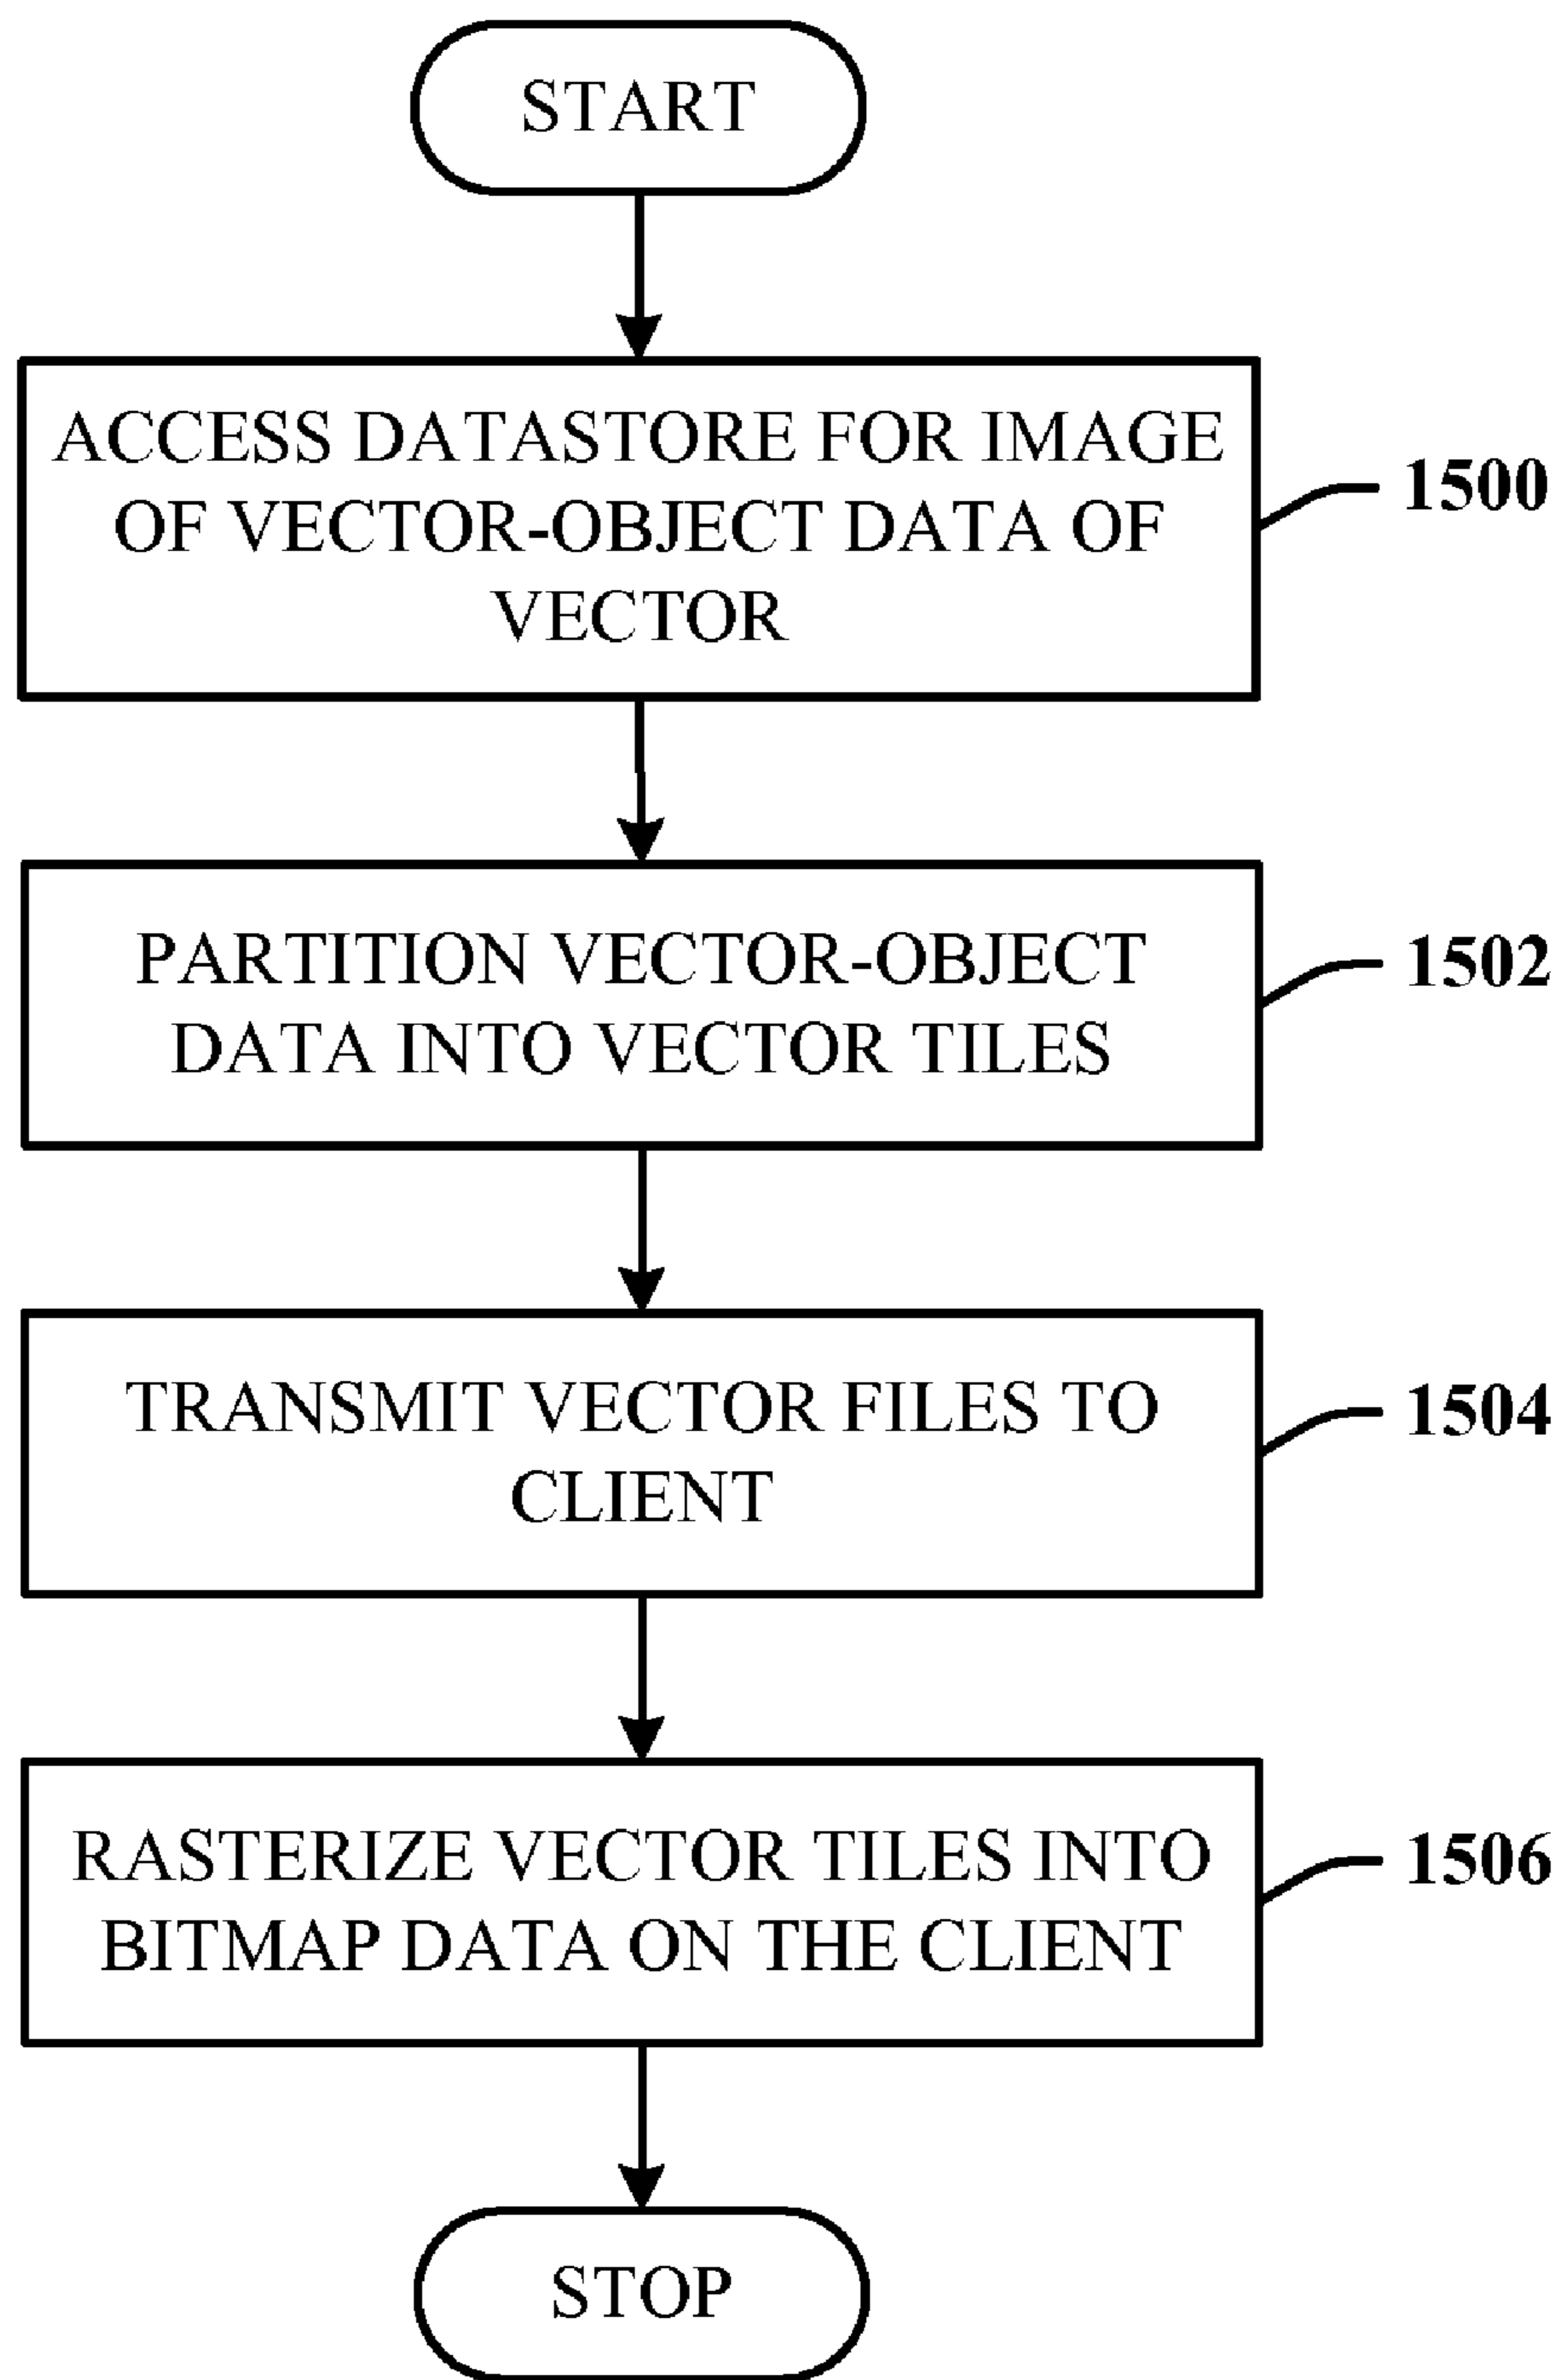 START
ACCESS DATASTORE FOR IMAGE
OF VECTOR-OBJECT DATA OF
VECTOR
1500
PARTITION VECTOR-OBJECT
DATA INTO VECTOR TILES
1502
TRANSMIT VECTOR FILES TO
CLIENT
1504
RASTERIZE VECTOR TILES INTO
BITMAP DATA ON THE CLIENT
1506
STOP